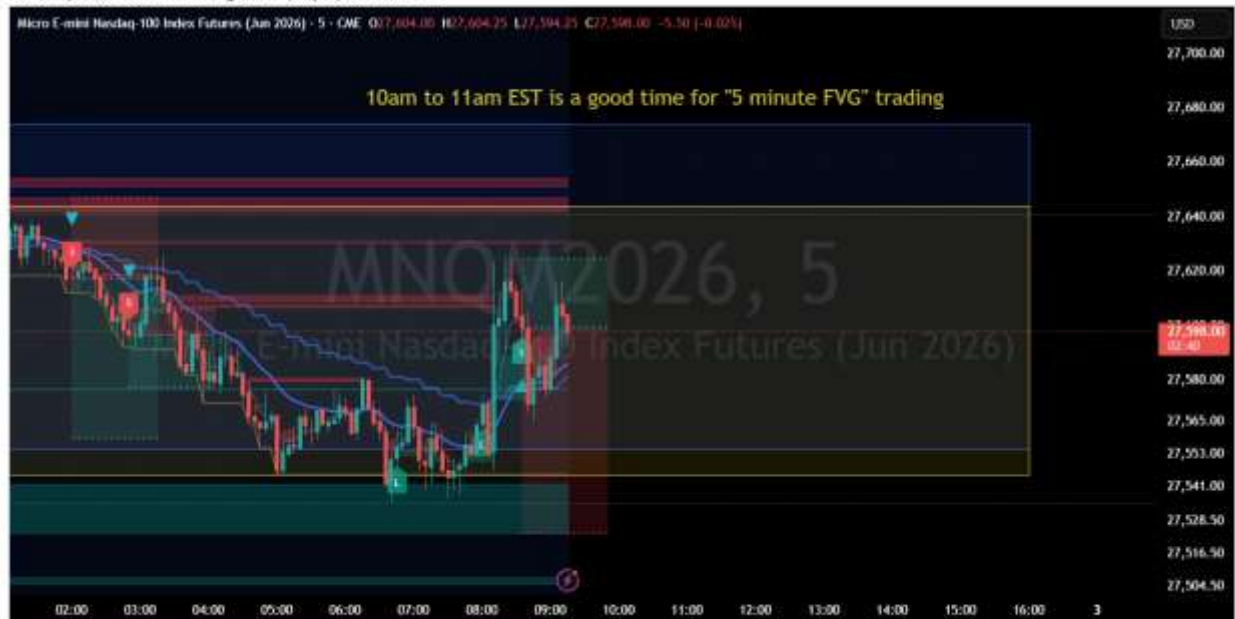 Micro E-mini Nasdaq-100 Index Futures (Jun 2026) · 5 · CME O27,604.00 H27,604.25 L27,594.25 C27,598.00 -5.50 (-0.02%)
USD
10am to 11am EST is a good time for "5 minute FVG" trading
MNQM2026, 5
E-mini Nasdaq-100 Index Futures (Jun 2026)
27,700.00
27,680.00
27,660.00
27,640.00
27,620.00
27,598.00
02:40
27,580.00
27,565.00
27,553.00
27,541.00
27,528.50
27,516.50
27,504.50
L
02:00 03:00 04:00 05:00 06:00 07:00 08:00 09:00 10:00 11:00 12:00 13:00 14:00 15:00 16:00 3